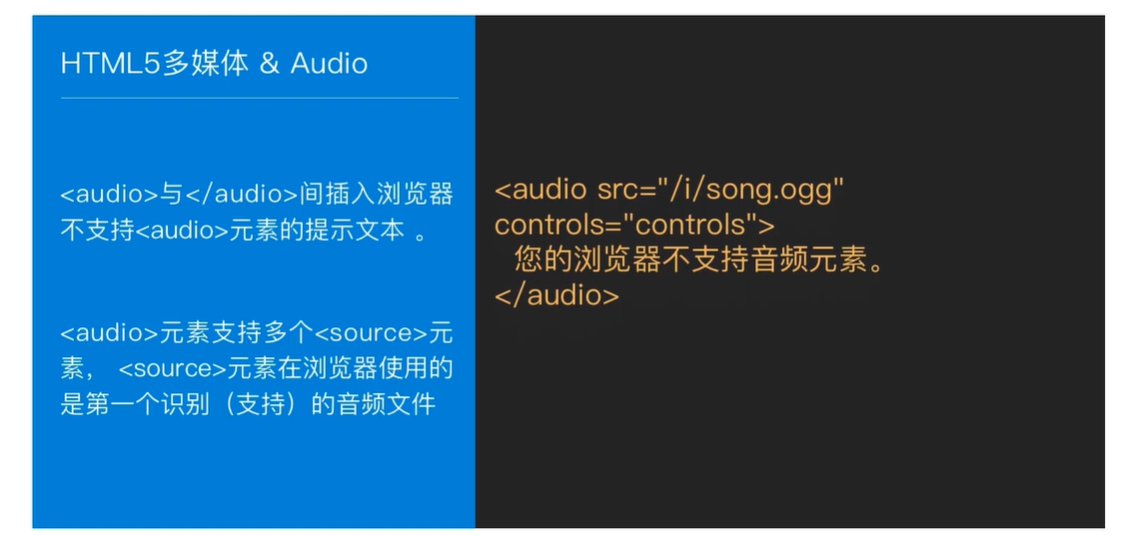 HTML5多媒体 & Audio
<audio>与</audio>间插入浏览器
不支持<audio>元素的提示文本 。
<audio>元素支持多个<source>元
素， <source>元素在浏览器使用的
是第一个识别（支持）的音频文件
<audio src="/i/song.ogg"
controls="controls">
您的浏览器不支持音频元素。
</audio>